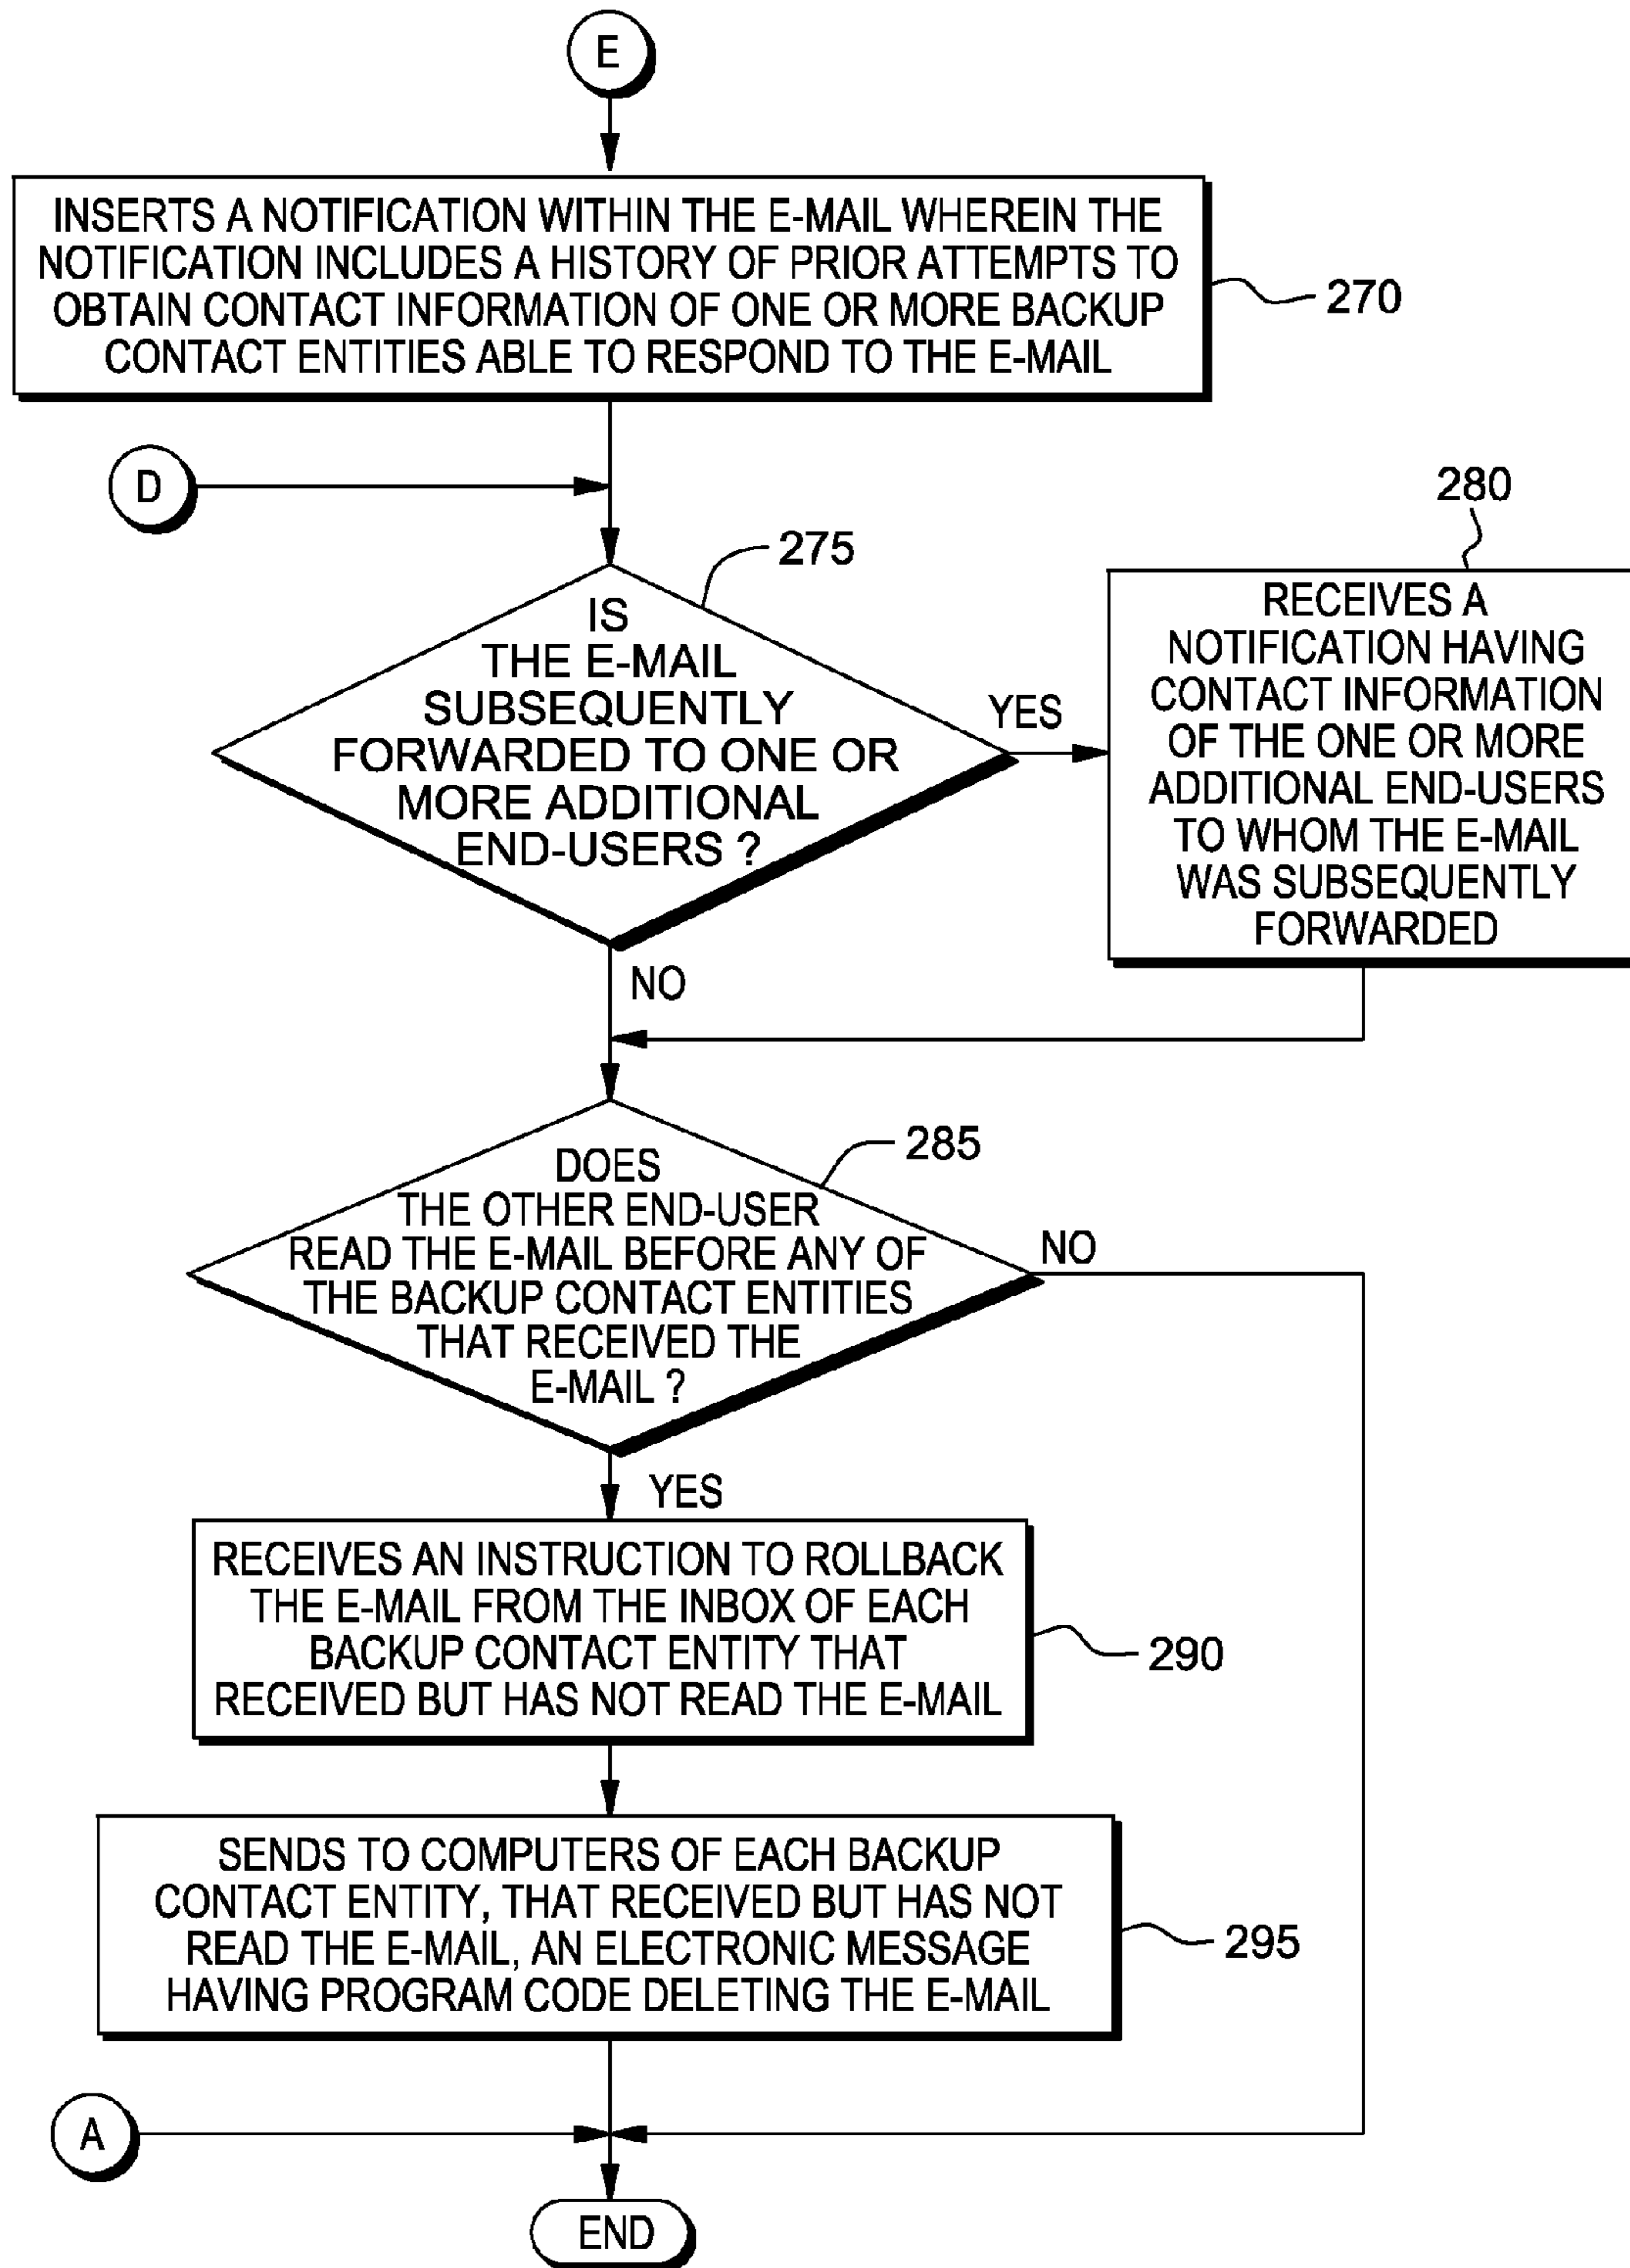 E
INSERTS A NOTIFICATION WITHIN THE E-MAIL WHEREIN THE
NOTIFICATION INCLUDES A HISTORY OF PRIOR ATTEMPTS TO
OBTAIN CONTACT INFORMATION OF ONE OR MORE BACKUP
CONTACT ENTITIES ABLE TO RESPOND TO THE E-MAIL
270
D
275
IS
THE E-MAIL
SUBSEQUENTLY
FORWARDED TO ONE OR
MORE ADDITIONAL
END-USERS ?
YES
280
RECEIVES A
NOTIFICATION HAVING
CONTACT INFORMATION
OF THE ONE OR MORE
ADDITIONAL END-USERS
TO WHOM THE E-MAIL
WAS SUBSEQUENTLY
FORWARDED
NO
285
DOES
THE OTHER END-USER
READ THE E-MAIL BEFORE ANY OF
THE BACKUP CONTACT ENTITIES
THAT RECEIVED THE
E-MAIL ?
NO
YES
RECEIVES AN INSTRUCTION TO ROLLBACK
THE E-MAIL FROM THE INBOX OF EACH
BACKUP CONTACT ENTITY THAT
RECEIVED BUT HAS NOT READ THE E-MAIL
290
SENDS TO COMPUTERS OF EACH BACKUP
CONTACT ENTITY, THAT RECEIVED BUT HAS NOT
READ THE E-MAIL, AN ELECTRONIC MESSAGE
HAVING PROGRAM CODE DELETING THE E-MAIL
295
A
END